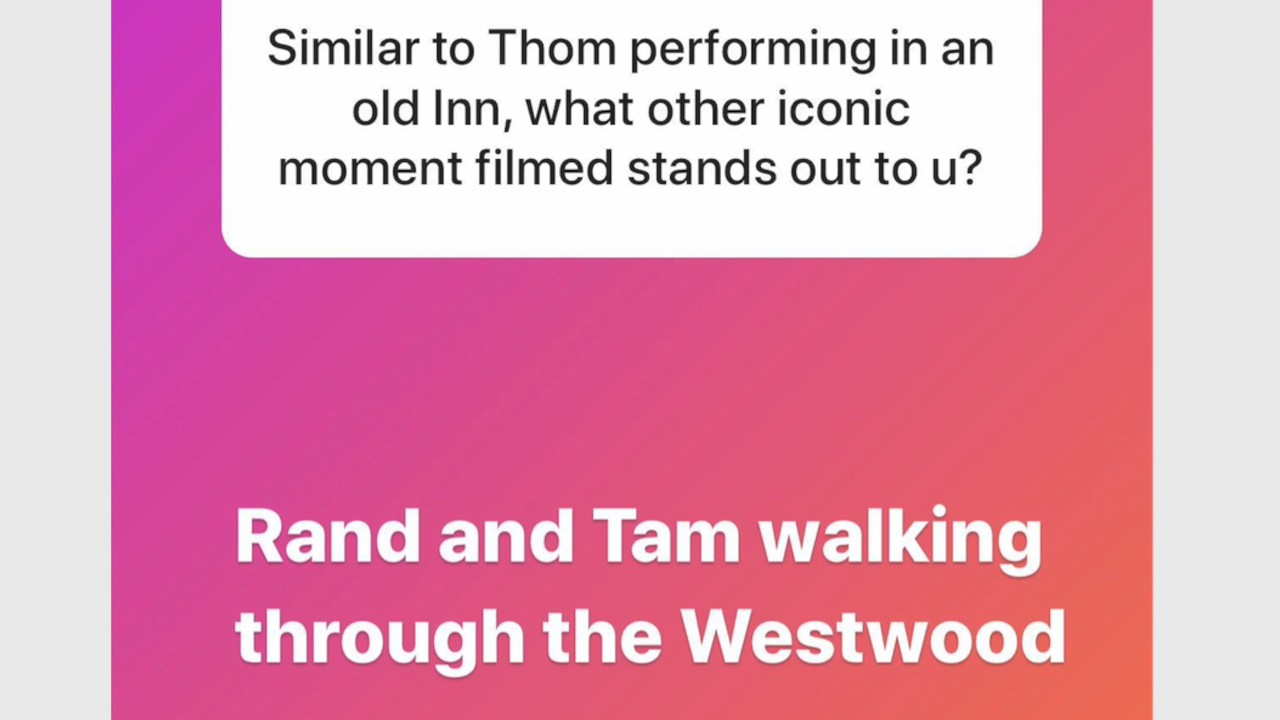 Similar to Thom performing in an
old Inn, what other iconic
moment filmed stands out to u?
Rand and Tam walking
through the Westwood